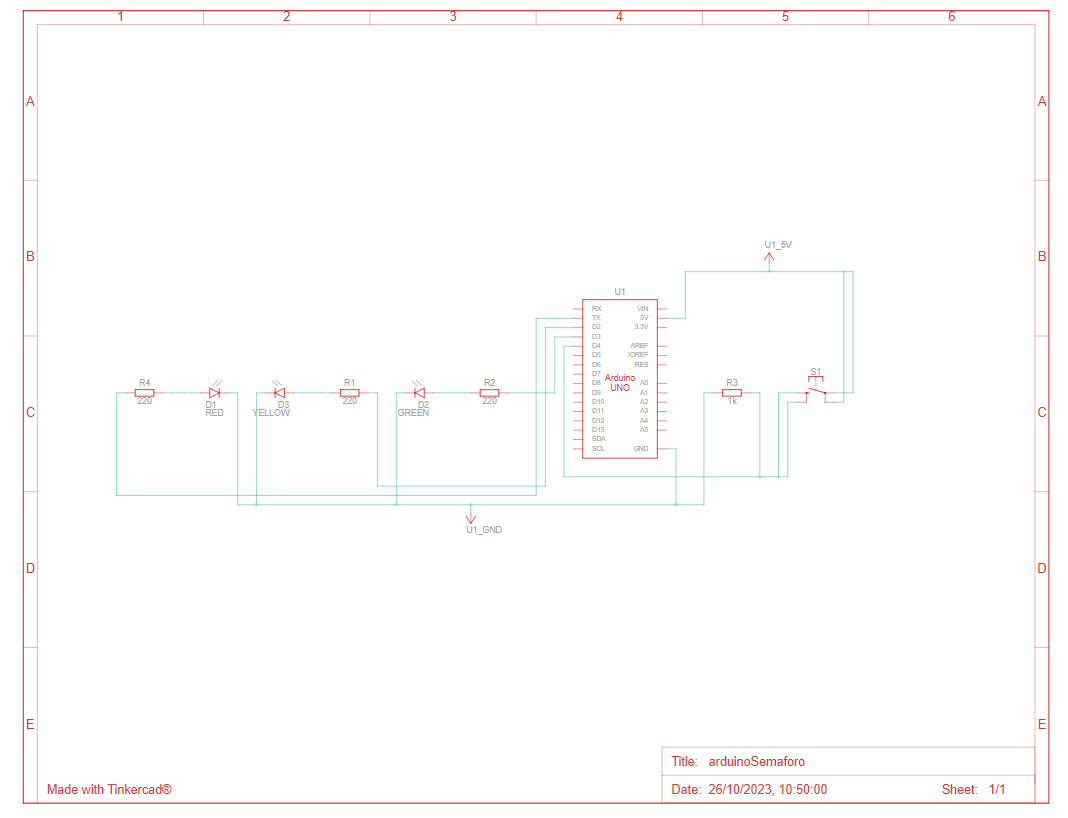 1 2 3 4 5 6
A A
U1_5V
B B
U1
RX VIN
TX 5V
D2 3.3V
D3
D4 AREF
D5 IOREF
D6 RES
D7
Arduino
UNO
D8 A0
D9 A1
D10 A2
D11 A3
D12 A4
D13 A5
SDA
SCL GND
S1
R4 R1 R2 R3
220 220 220 1k
D1 D3 D2
RED YELLOW GREEN
C C
U1_GND
D D
E E
Title: arduinoSemaforo
Made with Tinkercad®
Date: 26/10/2023, 10:50:00 Sheet: 1/1